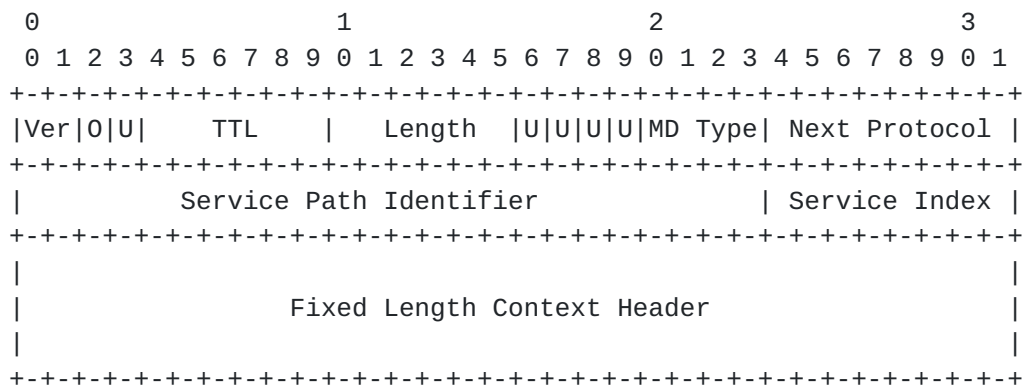 0                   1                   2                   3
 0 1 2 3 4 5 6 7 8 9 0 1 2 3 4 5 6 7 8 9 0 1 2 3 4 5 6 7 8 9 0 1
+-+-+-+-+-+-+-+-+-+-+-+-+-+-+-+-+-+-+-+-+-+-+-+-+-+-+-+-+-+-+-+-+
|Ver|O|U|    TTL    |   Length  |U|U|U|U|MD Type| Next Protocol |
+-+-+-+-+-+-+-+-+-+-+-+-+-+-+-+-+-+-+-+-+-+-+-+-+-+-+-+-+-+-+-+-+
|          Service Path Identifier              | Service Index |
+-+-+-+-+-+-+-+-+-+-+-+-+-+-+-+-+-+-+-+-+-+-+-+-+-+-+-+-+-+-+-+-+
|                                                               |
|                 Fixed Length Context Header                   |
|                                                               |
+-+-+-+-+-+-+-+-+-+-+-+-+-+-+-+-+-+-+-+-+-+-+-+-+-+-+-+-+-+-+-+-+